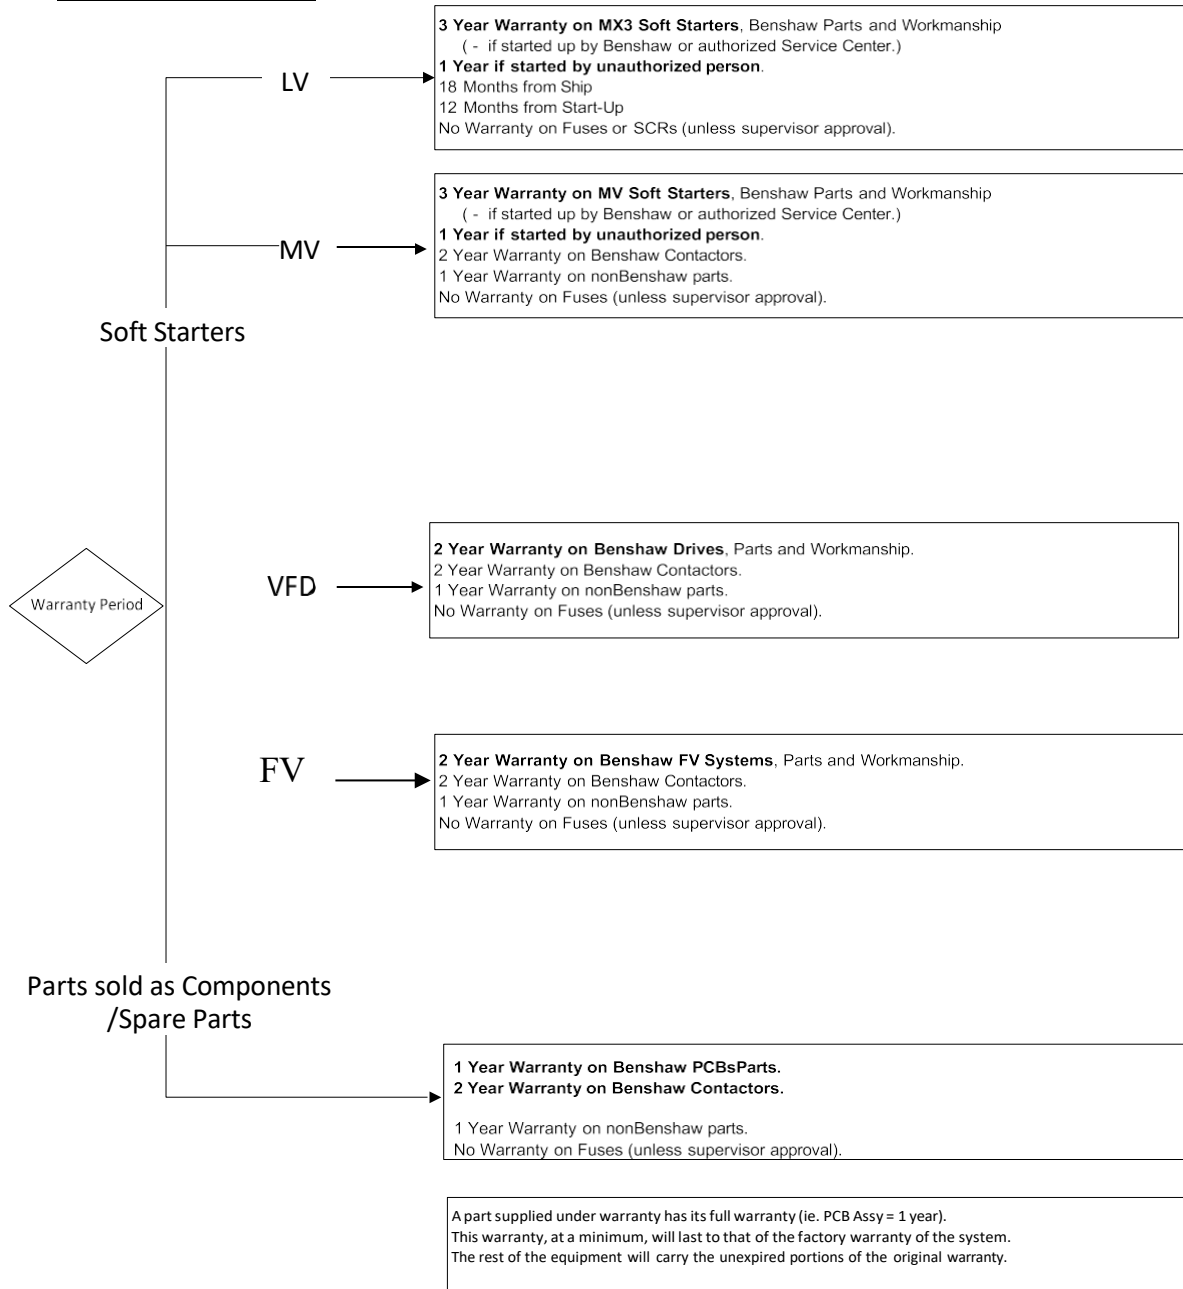 3 Year Warranty on MX3 Soft Starters, Benshaw Parts and Workmanship
( - if started up by Benshaw or authorized Service Center.)
1 Year if started by unauthorized person.
18 Months from Ship
12 Months from Start-Up
No Warranty on Fuses or SCRs (unless supervisor approval).
LV
3 Year Warranty on MV Soft Starters, Benshaw Parts and Workmanship
( - if started up by Benshaw or authorized Service Center.)
1 Year if started by unauthorized person.
2 Year Warranty on Benshaw Contactors.
1 Year Warranty on nonBenshaw parts.
No Warranty on Fuses (unless supervisor approval).
MV
Soft Starters
Warranty Period
VFD
2 Year Warranty on Benshaw Drives, Parts and Workmanship.
2 Year Warranty on Benshaw Contactors.
1 Year Warranty on nonBenshaw parts.
No Warranty on Fuses (unless supervisor approval).
FV
2 Year Warranty on Benshaw FV Systems, Parts and Workmanship.
2 Year Warranty on Benshaw Contactors.
1 Year Warranty on nonBenshaw parts.
No Warranty on Fuses (unless supervisor approval).
Parts sold as Components
/Spare Parts
1 Year Warranty on Benshaw PCBsParts.
2 Year Warranty on Benshaw Contactors.
1 Year Warranty on nonBenshaw parts.
No Warranty on Fuses (unless supervisor approval).
A part supplied under warranty has its full warranty (ie. PCB Assy = 1 year).
This warranty, at a minimum, will last to that of the factory warranty of the system.
The rest of the equipment will carry the unexpired portions of the original warranty.